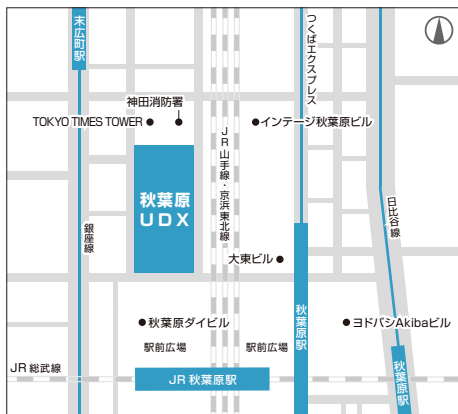 末広町駅
つくばエクスプレス
神田消防署
TOKYO TIMES TOWER
インテージ秋葉原ビル
JR山手線・京浜東北線
秋葉原
UDX
銀座線
日比谷線
大東ビル
秋葉原ダイビル
秋葉原駅
ヨドバシAkibaビル
駅前広場
駅前広場
JR 総武線
JR 秋葉原駅
秋葉原駅